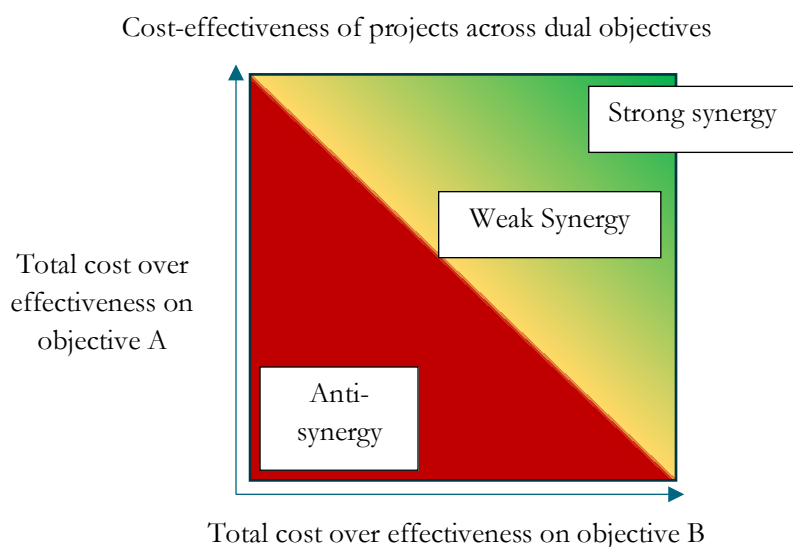 Cost-effectiveness of projects across dual objectives
Strong synergy
Weak Synergy
Total cost over
effectiveness on
objective A
Anti-
synergy
Total cost over effectiveness on objective B